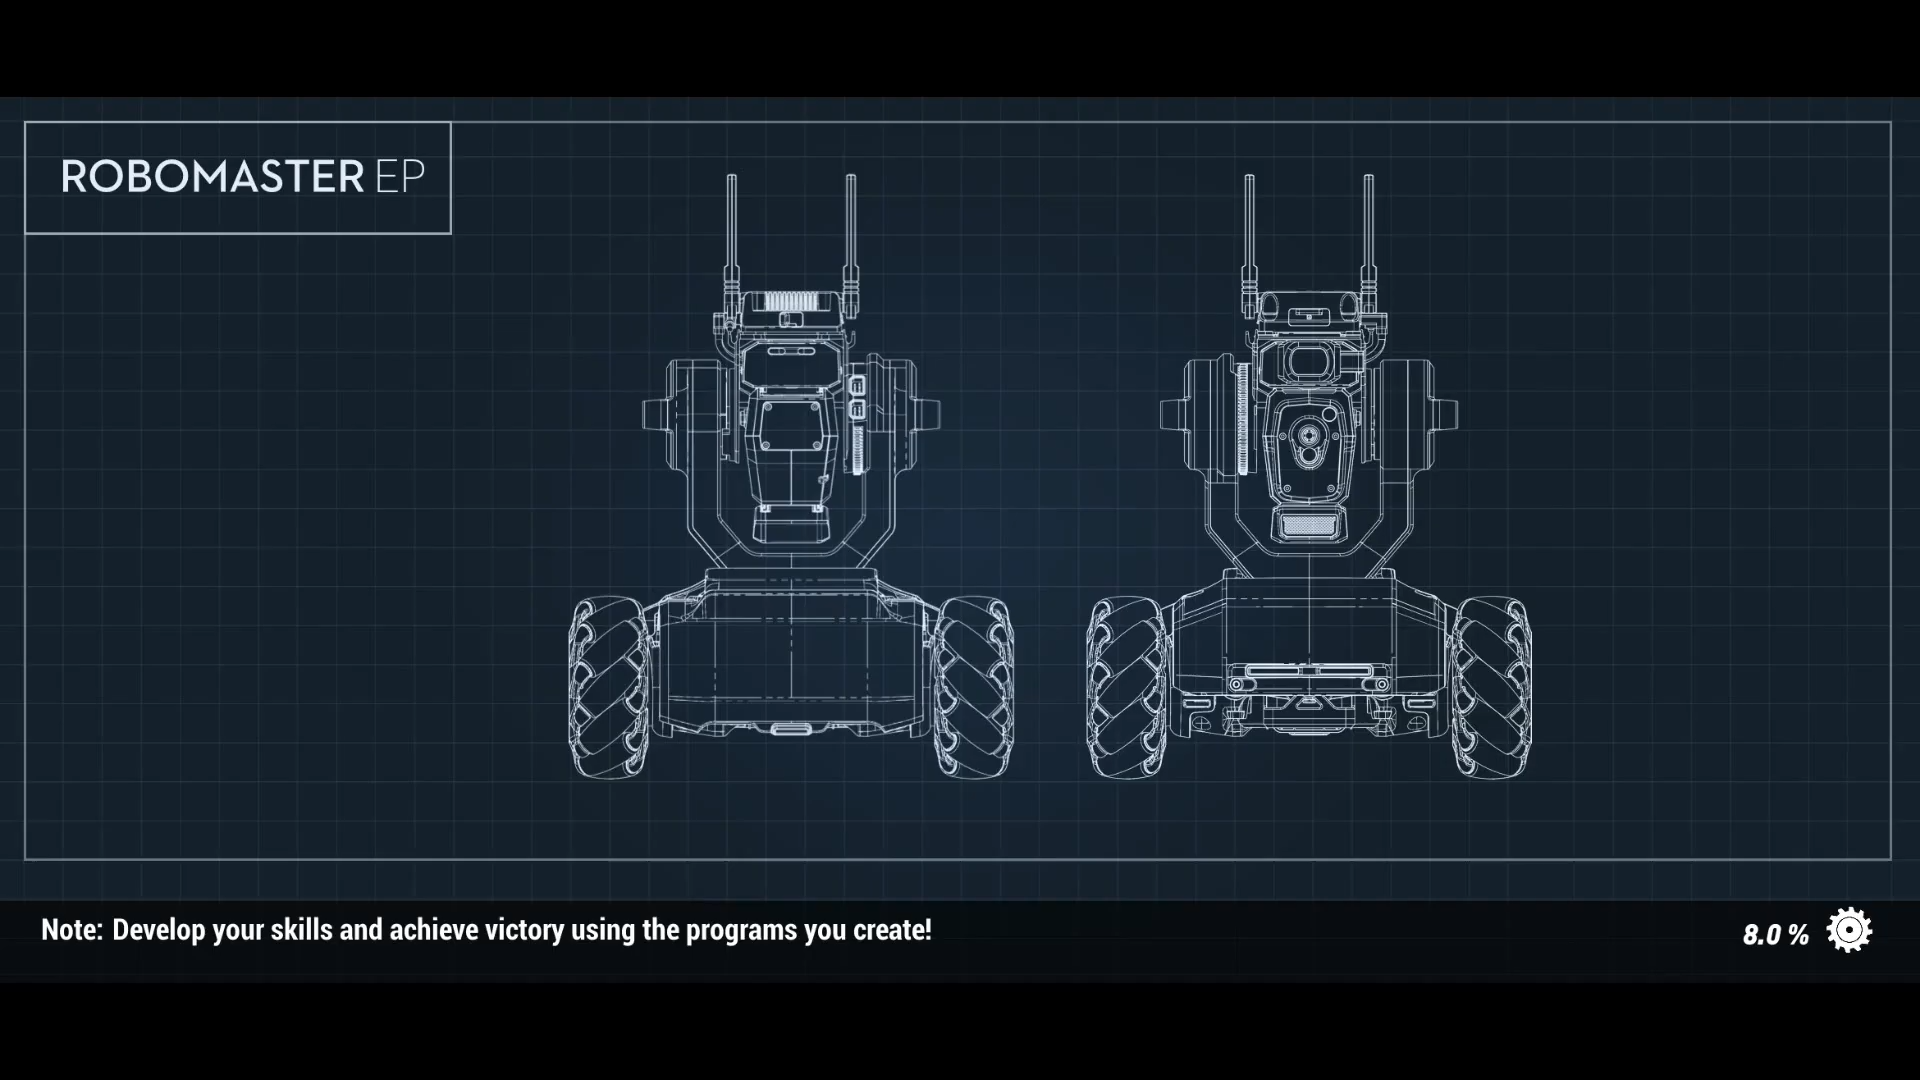 ROBOMASTER EP
Note: Develop your skills and achieve victory using the programs you create!
8.0 %